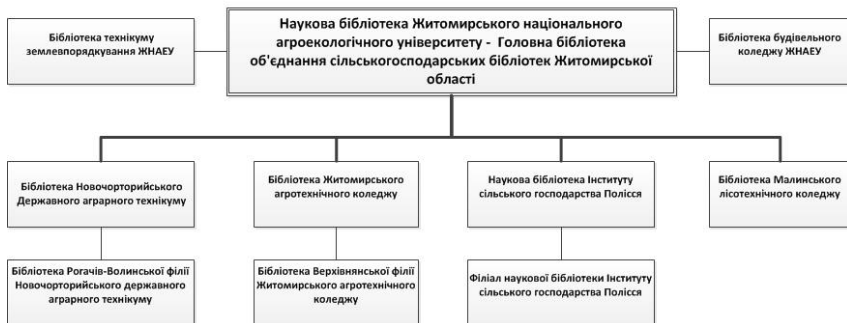 Бібліотека технікуму
землевпорядкування ЖНАЕУ
Наукова бібліотека Житомирського національного
агроекологічного університету - Головна бібліотека
об'єднання сільськогосподарських бібліотек Житомирської
області
Бібліотека будівельного
коледжу ЖНАЕУ
Бібліотека Новочорторийського
Державного аграрного технікуму
Бібліотека Житомирського
агротехнічного коледжу
Наукова бібліотека Інституту
сільського господарства Полісся
Бібліотека Малинського
лісотехнічного коледжу
Бібліотека Рогачів-Волинської філії
Новочорторийського державного
аграрного технікуму
Бібліотека Верхівнянської філії
Житомирського агротехнічного
коледжу
Філіал наукової бібліотеки Інституту
сільського господарства Полісся